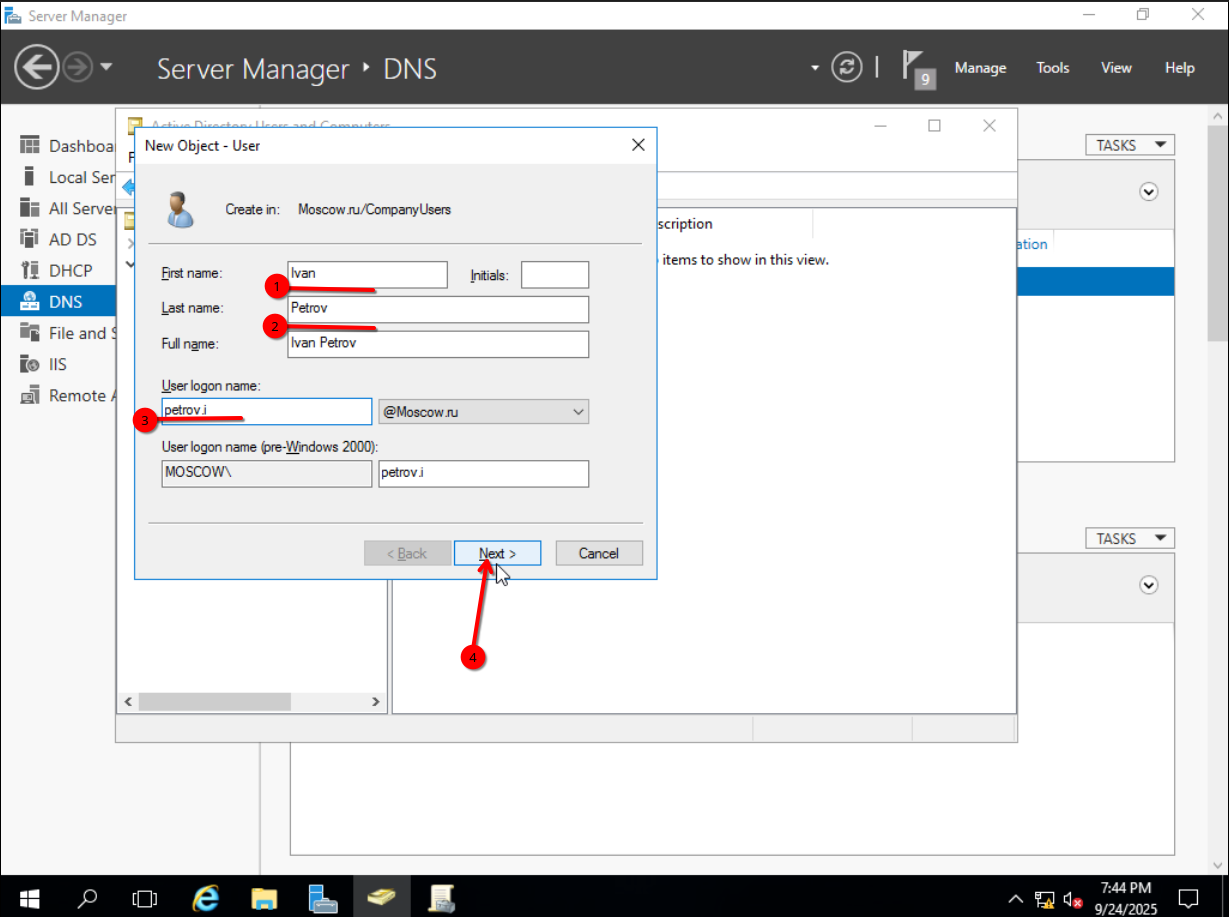 Server Manager
Server Manager DNS
9
Manage Tools View Help
Active Directory Users and Computers
Dashboa
Local Ser
All Server
AD DS
DHCP
DNS
File and S
IIS
Remote A
TASKS
New Object - User
F
Create in: Moscow.ru/CompanyUsers
scription
ation
items to show in this view.
First name: Ivan Initials:
1
Last name: Petrov
2
Full name: Ivan Petrov
User logon name:
petrov.i @Moscow.ru
3
User logon name (pre-Windows 2000):
MOSCOW\ petrov.i
TASKS
< Back Next > Cancel
4
7:44 PM
9/24/2025